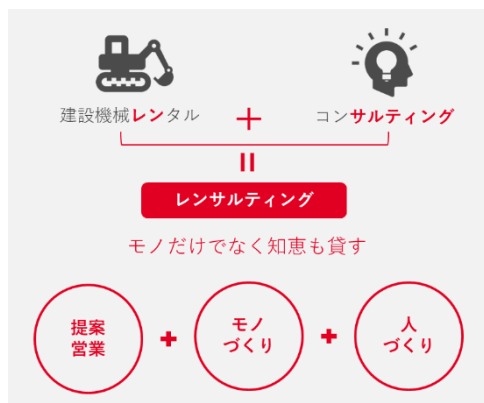 建設機械レンタル + コンサルティング
=
レンサルティング
モノだけでなく知恵も貸す
提案
営業
+
モノ
づくり
+
人
づくり